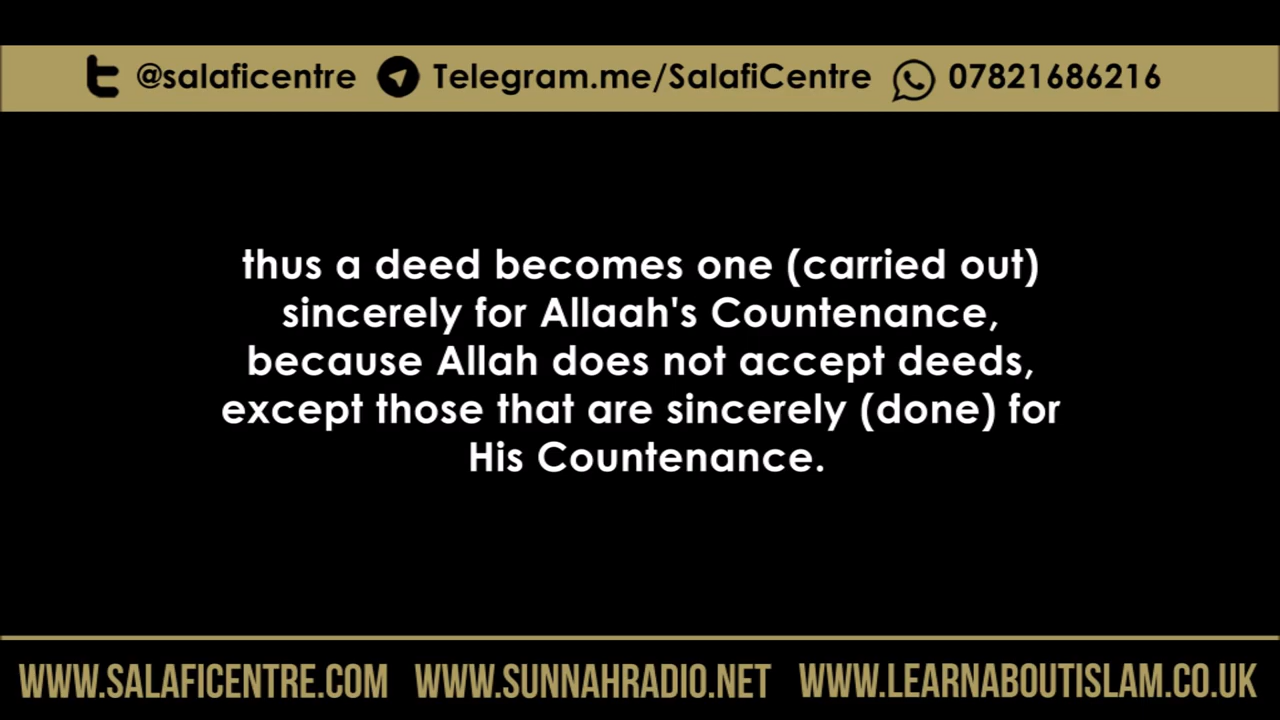 @salaficentre Telegram.me/SalafiCentre 07821686216
thus a deed becomes one (carried out)
sincerely for Allaah's Countenance,
because Allah does not accept deeds,
except those that are sincerely (done) for
His Countenance.
WWW.SALAFICENTRE.COM WWW.SUNNAHRADIO.NET WWW.LEARNABOUTISLAM.CO.UK